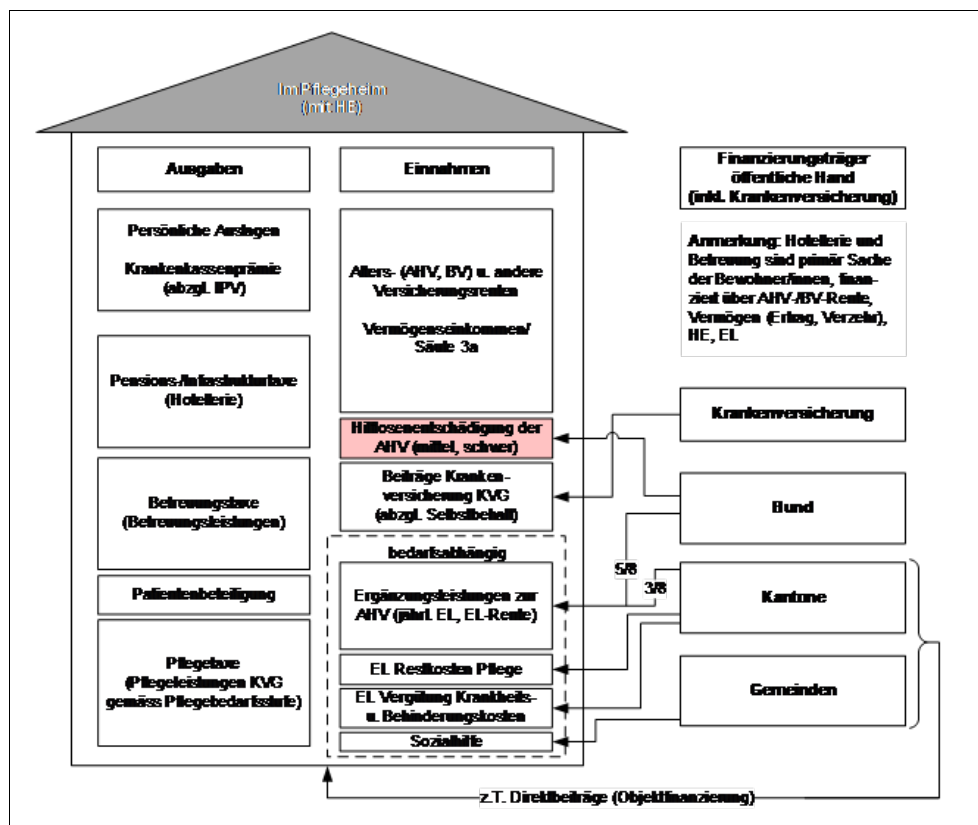 Im Pflegeheim
(mit HE)
Ausgaben
Einnahmen
Finanzierungsträger
öffentliche Hand
(inkl. Krankenversicherung)
Persönliche Auslagen
Krankenkassenprämie
(abzgl. IPV)
Alters- (AHV, BV) u. andere
Versicherungsrenten
Vermögenseinkommen/
Säule 3a
Anmerkung: Hotellerie und
Betreuung sind primär Sache
der Bewohner/innen, finan-
ziert über AHV-/BV-Rente,
Vermögen (Ertrag, Verzehr),
HE, EL
Pensions-/Infrastrukturtaxe
(Hotellerie)
Krankenversicherung
Hilflosenentschädigung der
AHV (mittel, schwer)
Betreuungstaxe
(Betreuungsleistungen)
Beiträge Kranken-
versicherung KVG
(abzgl. Selbstbehalt)
Bund
bedarfsabhängig
5/8
3/8
Patientenbeteiligung
Ergänzungsleistungen zur
AHV (jährl. EL, EL-Rente)
Kantone
Pflegetaxe
(Pflegeleistungen KVG
gemäss Pflegebedarfsstufe)
EL Restkosten Pflege
EL Vergütung Krankheits-
u. Behinderungskosten
Gemeinden
Sozialhilfe
z.T. Direktbeiträge (Objektfinanzierung)